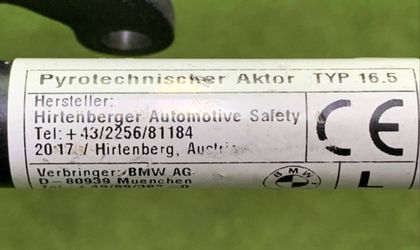 Pyrotechnischer Aktor TYP 16.5
Hersteller:
Hirtenberger Automotive Safety
Tel: +43/2256/81184
2017 / Hirtenberg, Austria
CE
Verbringer: BMW AG
D-80939 Muenchen
Tel
L